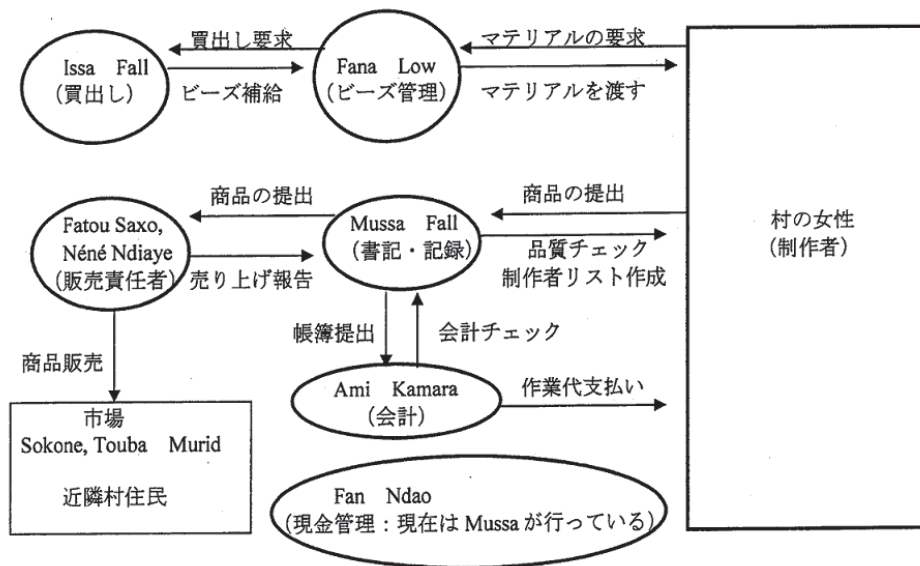 買出し要求
マテリアルの要求
Issa Fall
(買出し)
Fana Low
(ビーズ管理)
ビーズ補給
マテリアルを渡す
商品の提出
商品の提出
Fatou Saxo,
Néné Ndiaye
(販売責任者)
Mussa Fall
(書記・記録)
村の女性
(制作者)
売り上げ報告
品質チェック
制作者リスト作成
帳簿提出
会計チェック
商品販売
Ami Kamara
(会計)
作業代支払い
市場
Sokone, Touba Murid
近隣村住民
Fan Ndao
(現金管理：現在は Mussa が行っている)